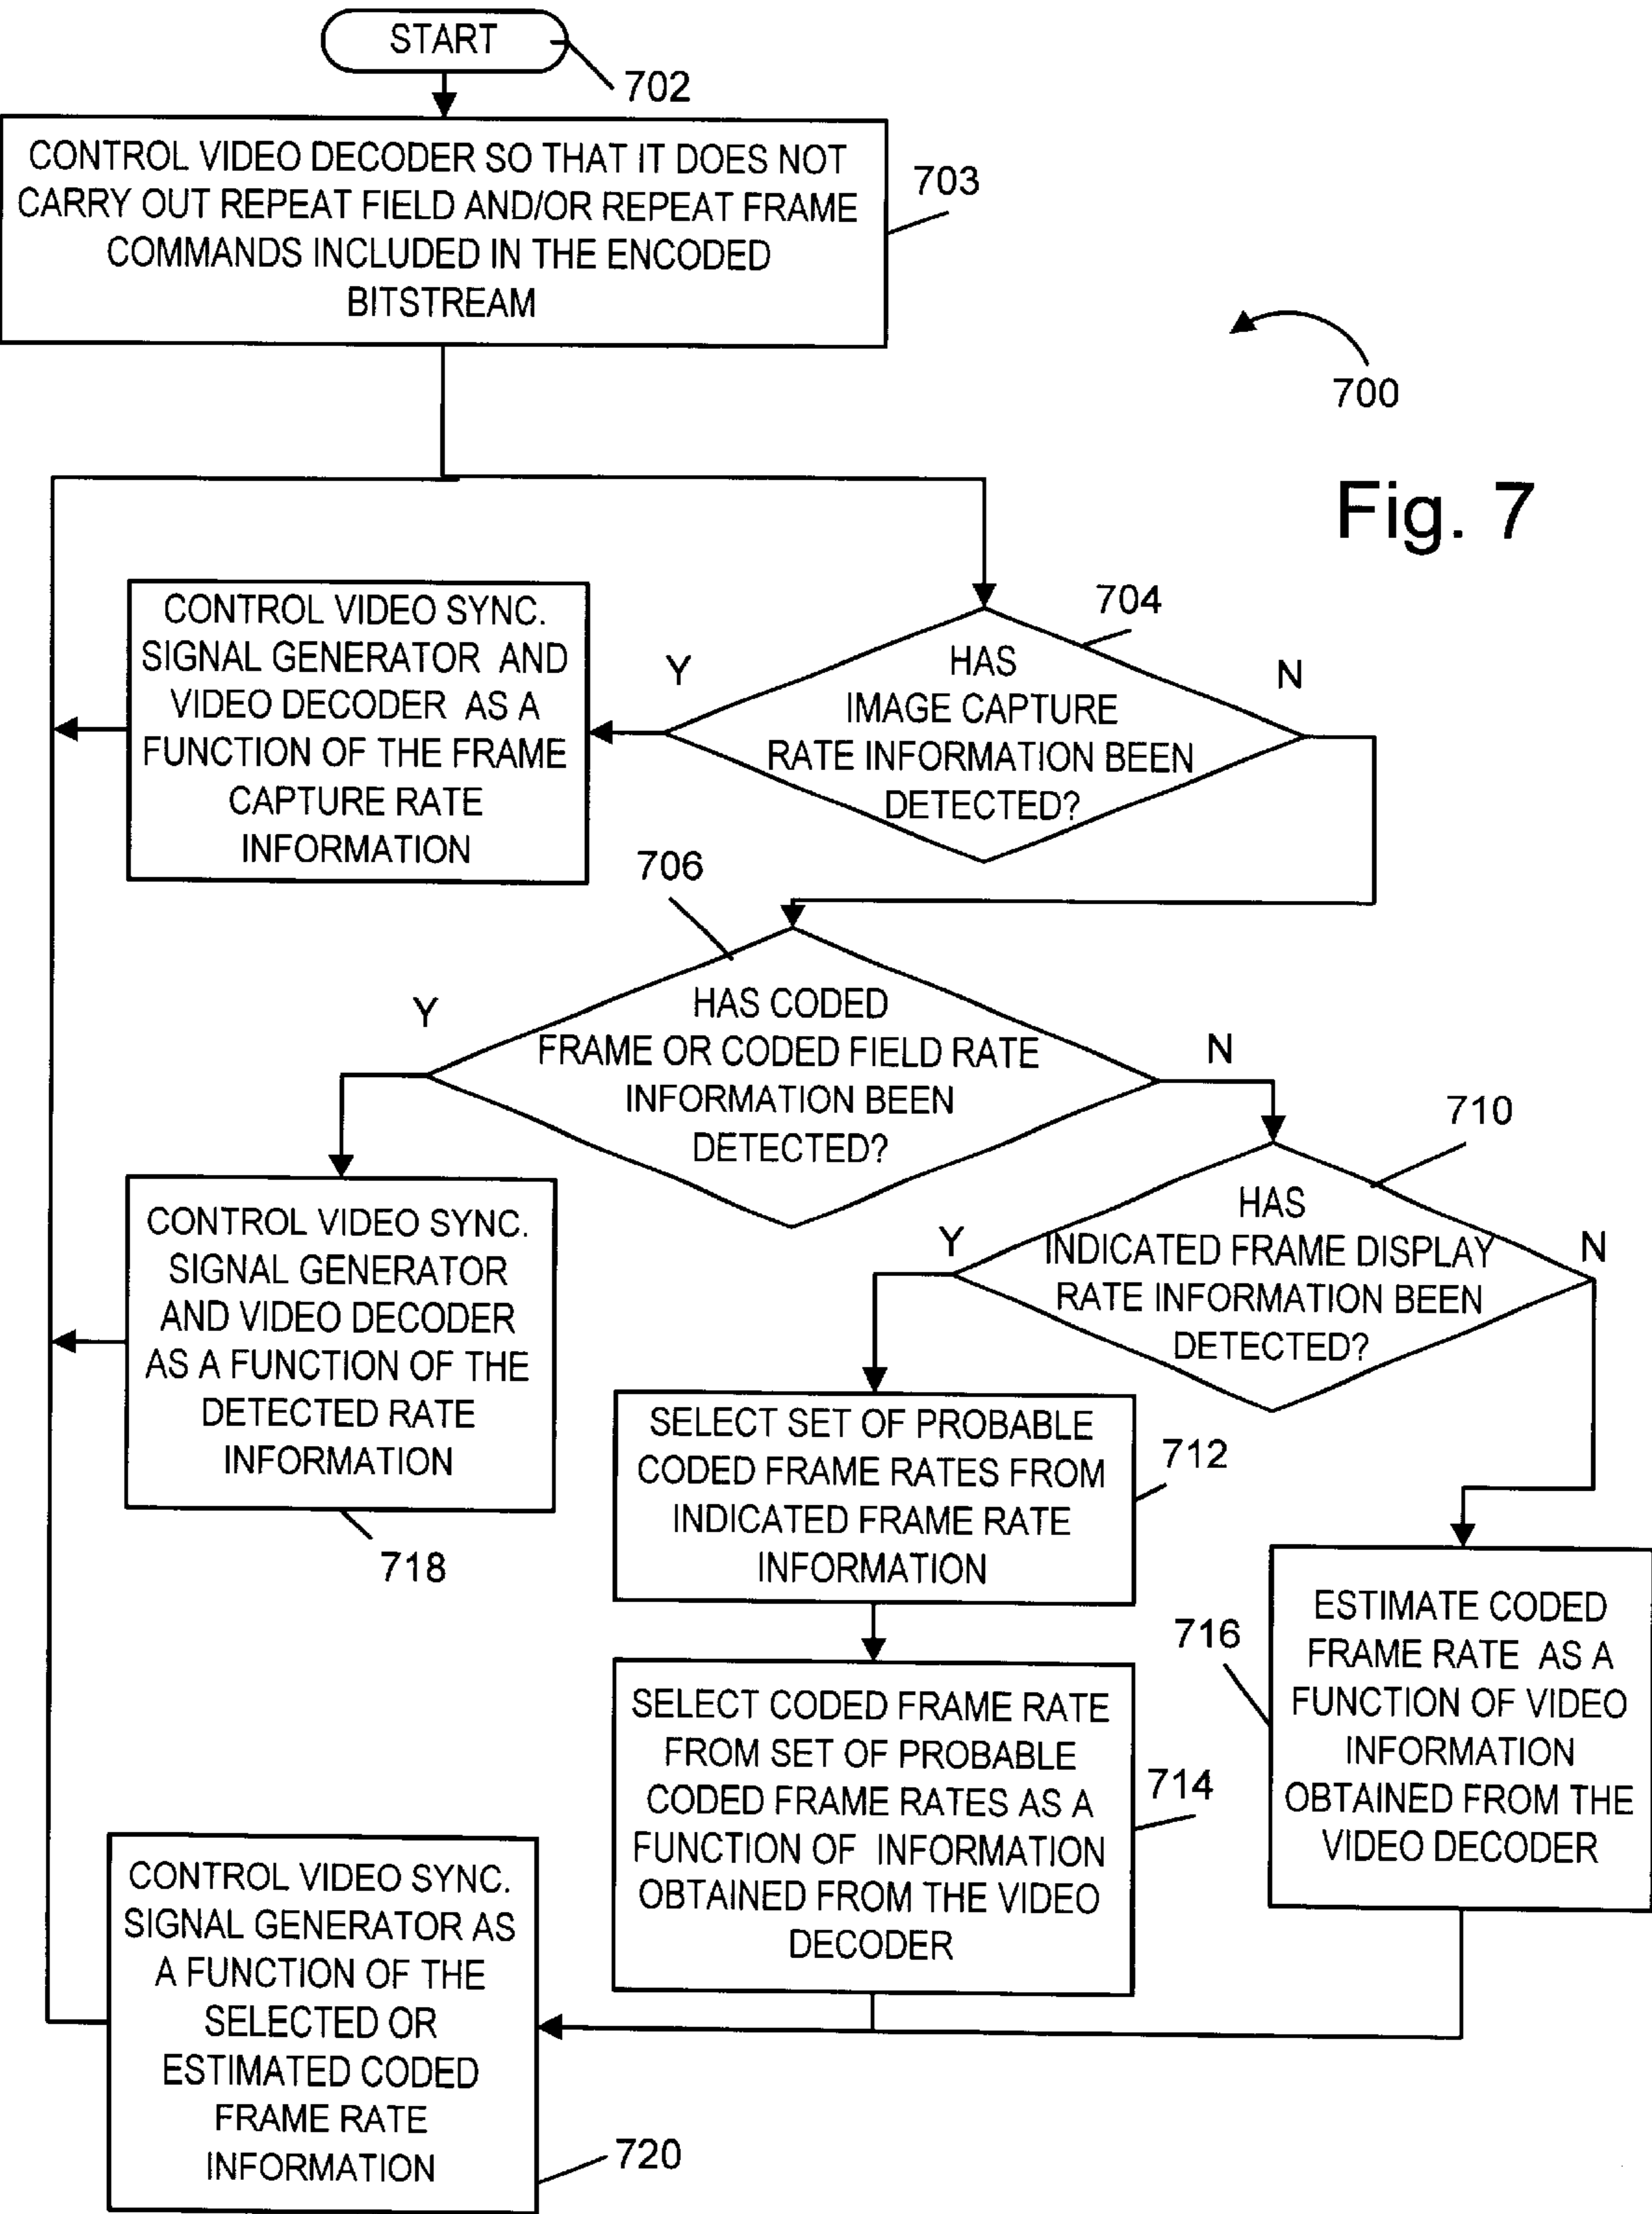 START
702
CONTROL VIDEO DECODER SO THAT IT DOES NOT
CARRY OUT REPEAT FIELD AND/OR REPEAT FRAME
COMMANDS INCLUDED IN THE ENCODED
BITSTREAM
703
700
Fig. 7
CONTROL VIDEO SYNC.
SIGNAL GENERATOR AND
VIDEO DECODER AS A
FUNCTION OF THE FRAME
CAPTURE RATE
INFORMATION
Y
704
HAS
IMAGE CAPTURE
RATE INFORMATION BEEN
DETECTED?
N
706
Y
HAS CODED
FRAME OR CODED FIELD RATE
INFORMATION BEEN
DETECTED?
N
710
Y
HAS
INDICATED FRAME DISPLAY
RATE INFORMATION BEEN
DETECTED?
N
CONTROL VIDEO SYNC.
SIGNAL GENERATOR
AND VIDEO DECODER
AS A FUNCTION OF THE
DETECTED RATE
INFORMATION
718
SELECT SET OF PROBABLE
CODED FRAME RATES FROM
INDICATED FRAME RATE
INFORMATION
712
SELECT CODED FRAME RATE
FROM SET OF PROBABLE
CODED FRAME RATES AS A
FUNCTION OF INFORMATION
OBTAINED FROM THE VIDEO
DECODER
714
716
ESTIMATE CODED
FRAME RATE AS A
FUNCTION OF VIDEO
INFORMATION
OBTAINED FROM THE
VIDEO DECODER
CONTROL VIDEO SYNC.
SIGNAL GENERATOR AS
A FUNCTION OF THE
SELECTED OR
ESTIMATED CODED
FRAME RATE
INFORMATION
720